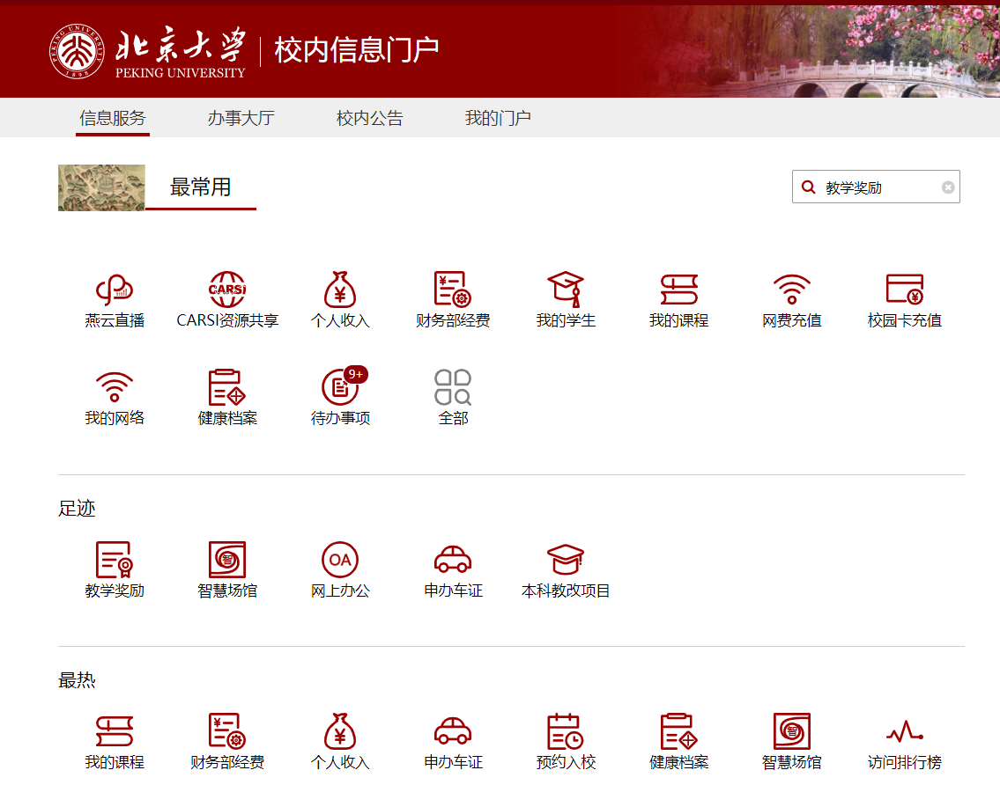 北京大学
PEKING UNIVERSITY
PEKING UNIVERSITY
1898
校内信息门户
信息服务 办事大厅 校内公告 我的门户
最常用
教学奖励
CARSI
燕云直播 CARSI资源共享 个人收入 财务部经费 我的学生 我的课程 网费充值 校园卡充值
9+
我的网络 健康档案 待办事项 全部
足迹
智 OA
教学奖励 智慧场馆 网上办公 申办车证 本科教改项目
最热
智
我的课程 财务部经费 个人收入 申办车证 预约入校 健康档案 智慧场馆 访问排行榜